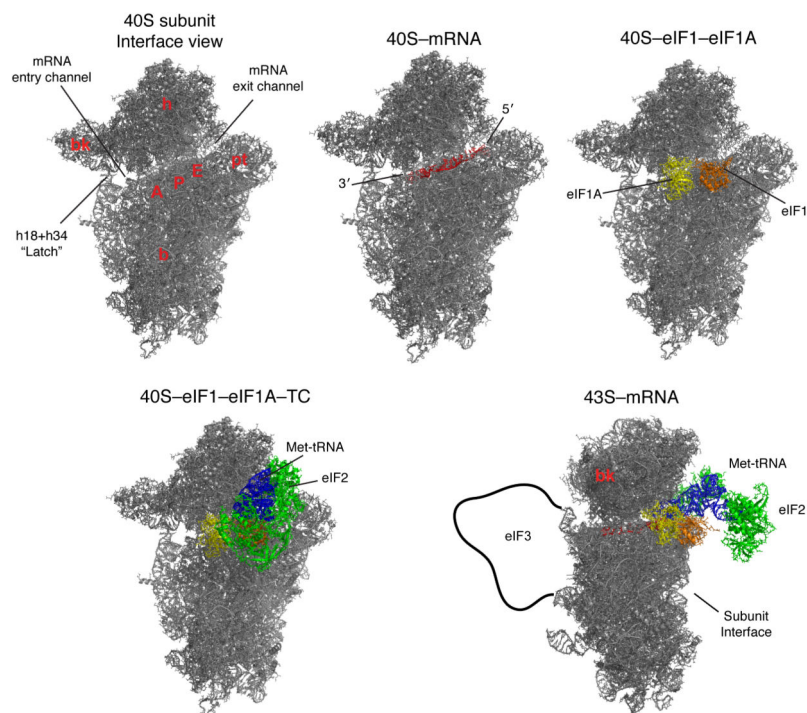 40S subunit
Interface view
mRNA
entry channel
mRNA
exit channel
h
bk
pt
E
P
A
h18+h34
“Latch”
b
40S–mRNA
5′
3′
40S–eIF1–eIF1A
eIF1A
eIF1
40S–eIF1–eIF1A–TC
Met-tRNA
eIF2
43S–mRNA
bk
Met-tRNA
eIF2
eIF3
Subunit
Interface